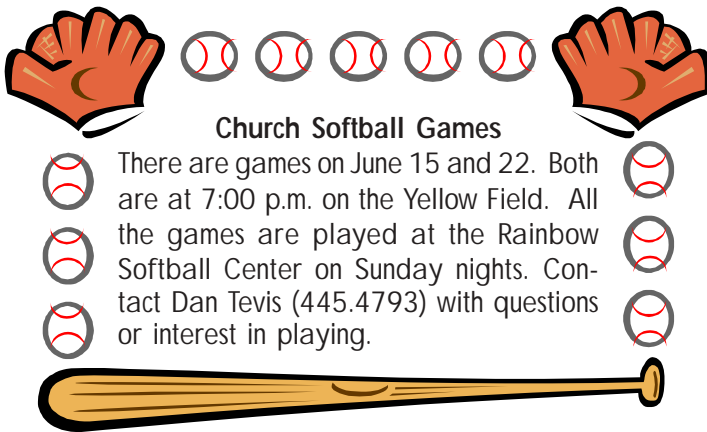 Church Softball Games
There are games on June 15 and 22. Both
are at 7:00 p.m. on the Yellow Field. All
the games are played at the Rainbow
Softball Center on Sunday nights. Con-
tact Dan Tevis (445.4793) with questions
or interest in playing.